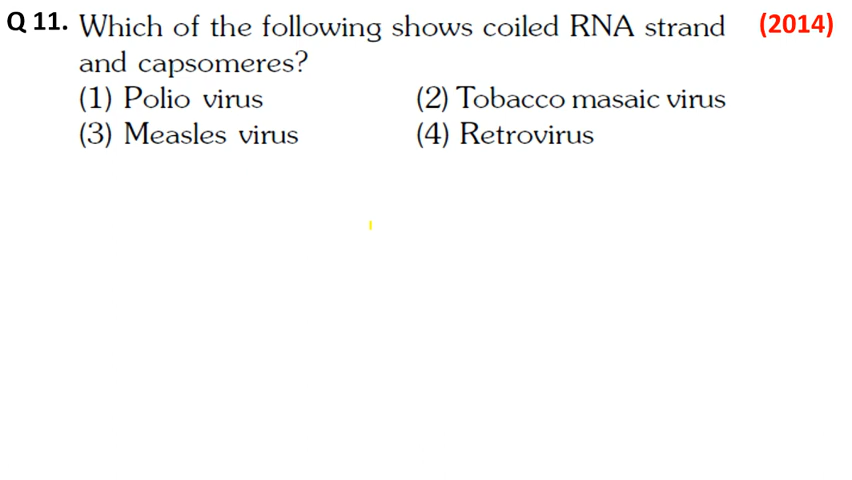 Q 11. Which of the following shows coiled RNA strand (2014)
and capsomeres?
(1) Polio virus (2) Tobacco masaic virus
(3) Measles virus (4) Retrovirus